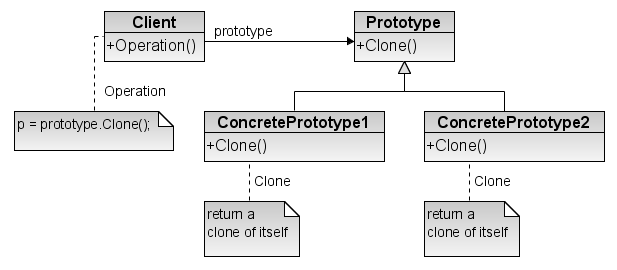 Client
+Operation()
prototype
Prototype
+Clone()
Operation
p = prototype.Clone();
ConcretePrototype1
+Clone()
ConcretePrototype2
+Clone()
Clone
return a
clone of itself
Clone
return a
clone of itself